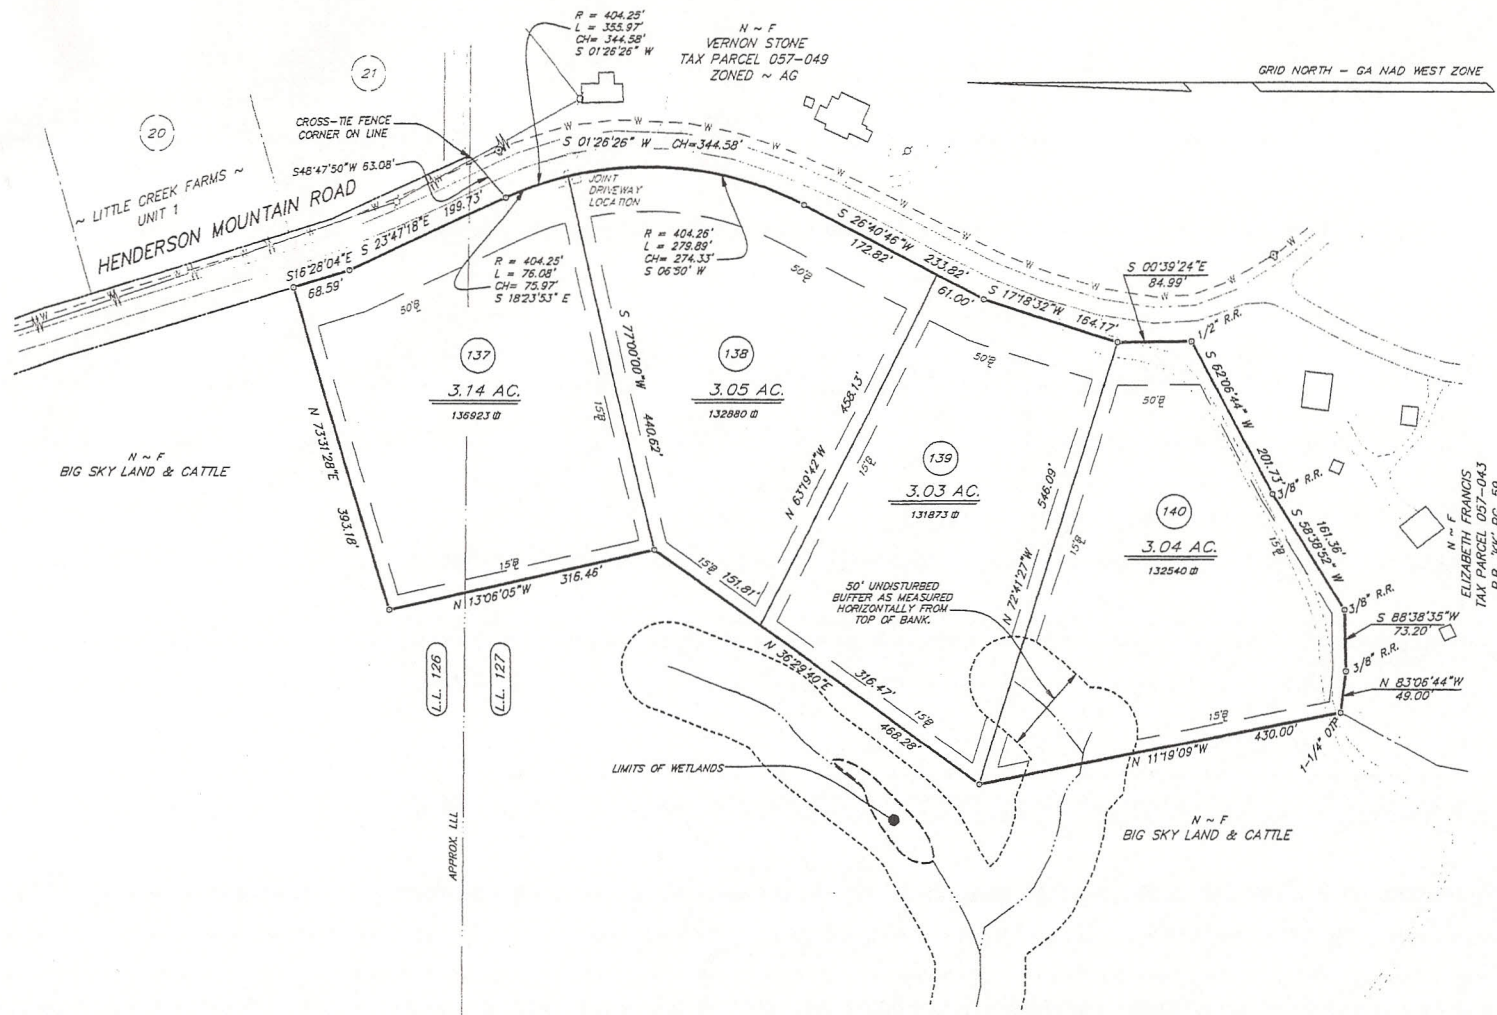 R = 404.25'
L = 355.97'
CH= 344.58'
S 01°26'26" W
N ~ F
VERNON STONE
TAX PARCEL 057-049
ZONED ~ AG
GRID NORTH - GA NAD WEST ZONE
21
20
CROSS-TIE FENCE
CORNER ON LINE
S48°47'50"W 63.08'
~ LITTLE CREEK FARMS ~
UNIT 1
HENDERSON MOUNTAIN ROAD
S 01°26'26" W CH=344.58'
JOINT
DRIVEWAY
LOCATION
S16°28'04"E
68.59'
S 23°47'18"E
199.73'
R = 404.25'
L = 76.08'
CH= 75.97'
S 18°23'53" E
R = 404.26'
L = 279.89'
CH= 274.33'
S 06°50' W
S 26°40'46"W
172.82'
233.82'
61.00'
S 17°18'32"W
164.17'
S 00°39'24"E
84.99'
1/2" R.R.
50'B
50'B
50'B
50'B
137
3.14 AC.
136923
138
3.05 AC.
132880
139
3.03 AC.
131873
140
3.04 AC.
132540
S 77°00'00"W
440.62'
15'B
N 63°19'42"W
458.13'
15'B
N 72°41'27"W
546.09'
15'B
S 62°06'44" W
201.73'
3/8" R.R.
S 58°38'52" W
161.36'
15'B
3/8" R.R.
S 88°38'35"W
73.20'
3/8" R.R.
N 83°06'44"W
49.00'
N ~ F
ELIZABETH FRANCIS
TAX PARCEL 057-043
N ~ F
BIG SKY LAND & CATTLE
N 73°31'28"E
393.18'
15'B
N 13°06'05"W
316.46'
15'B
151.81'
N 36°29'40"E
316.47'
468.28'
15'B
50' UNDISTURBED
BUFFER AS MEASURED
HORIZONTALLY FROM
TOP OF BANK.
15'B
N 11°19'09"W
430.00'
1-1/4" OTP
L.L. 126
L.L. 127
LIMITS OF WETLANDS
APPROX LLL
N ~ F
BIG SKY LAND & CATTLE